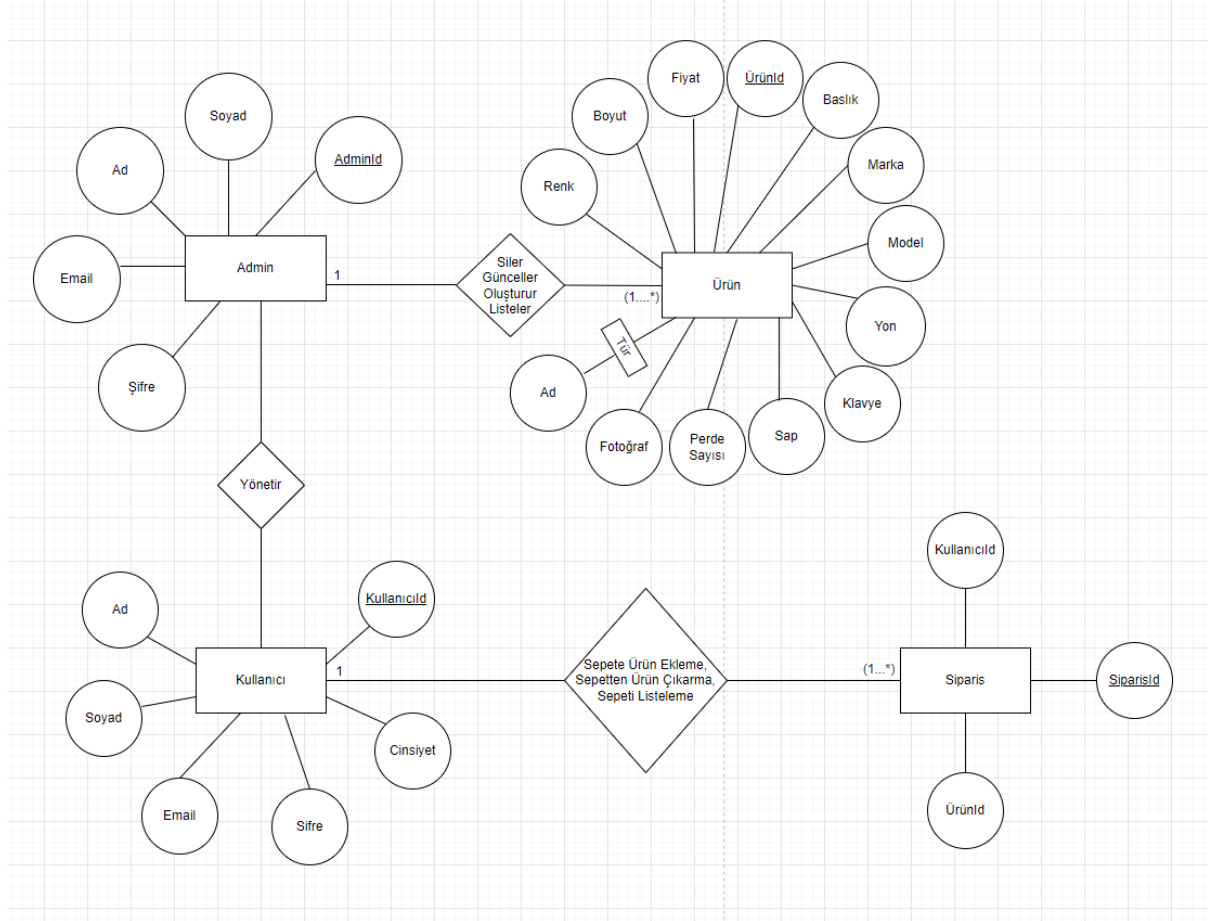 Soyad
Ad
AdminId
Email
Admin
Şifre
1
Siler
Günceller
Oluşturur
Listeler
(1....*)
Fiyat
ÜrünId
Boyut
Baslık
Renk
Marka
Model
Ürün
Yon
Tür
Ad
Klavye
Fotoğraf
Perde
Sayısı
Sap
Yönetir
KullanıcıId
Ad
KullanıcıId
Kullanıcı
1
Soyad
Cinsiyet
Email
Sifre
Sepete Ürün Ekleme,
Sepetten Ürün Çıkarma,
Sepeti Listeleme
(1...*)
Siparis
SiparisId
ÜrünId